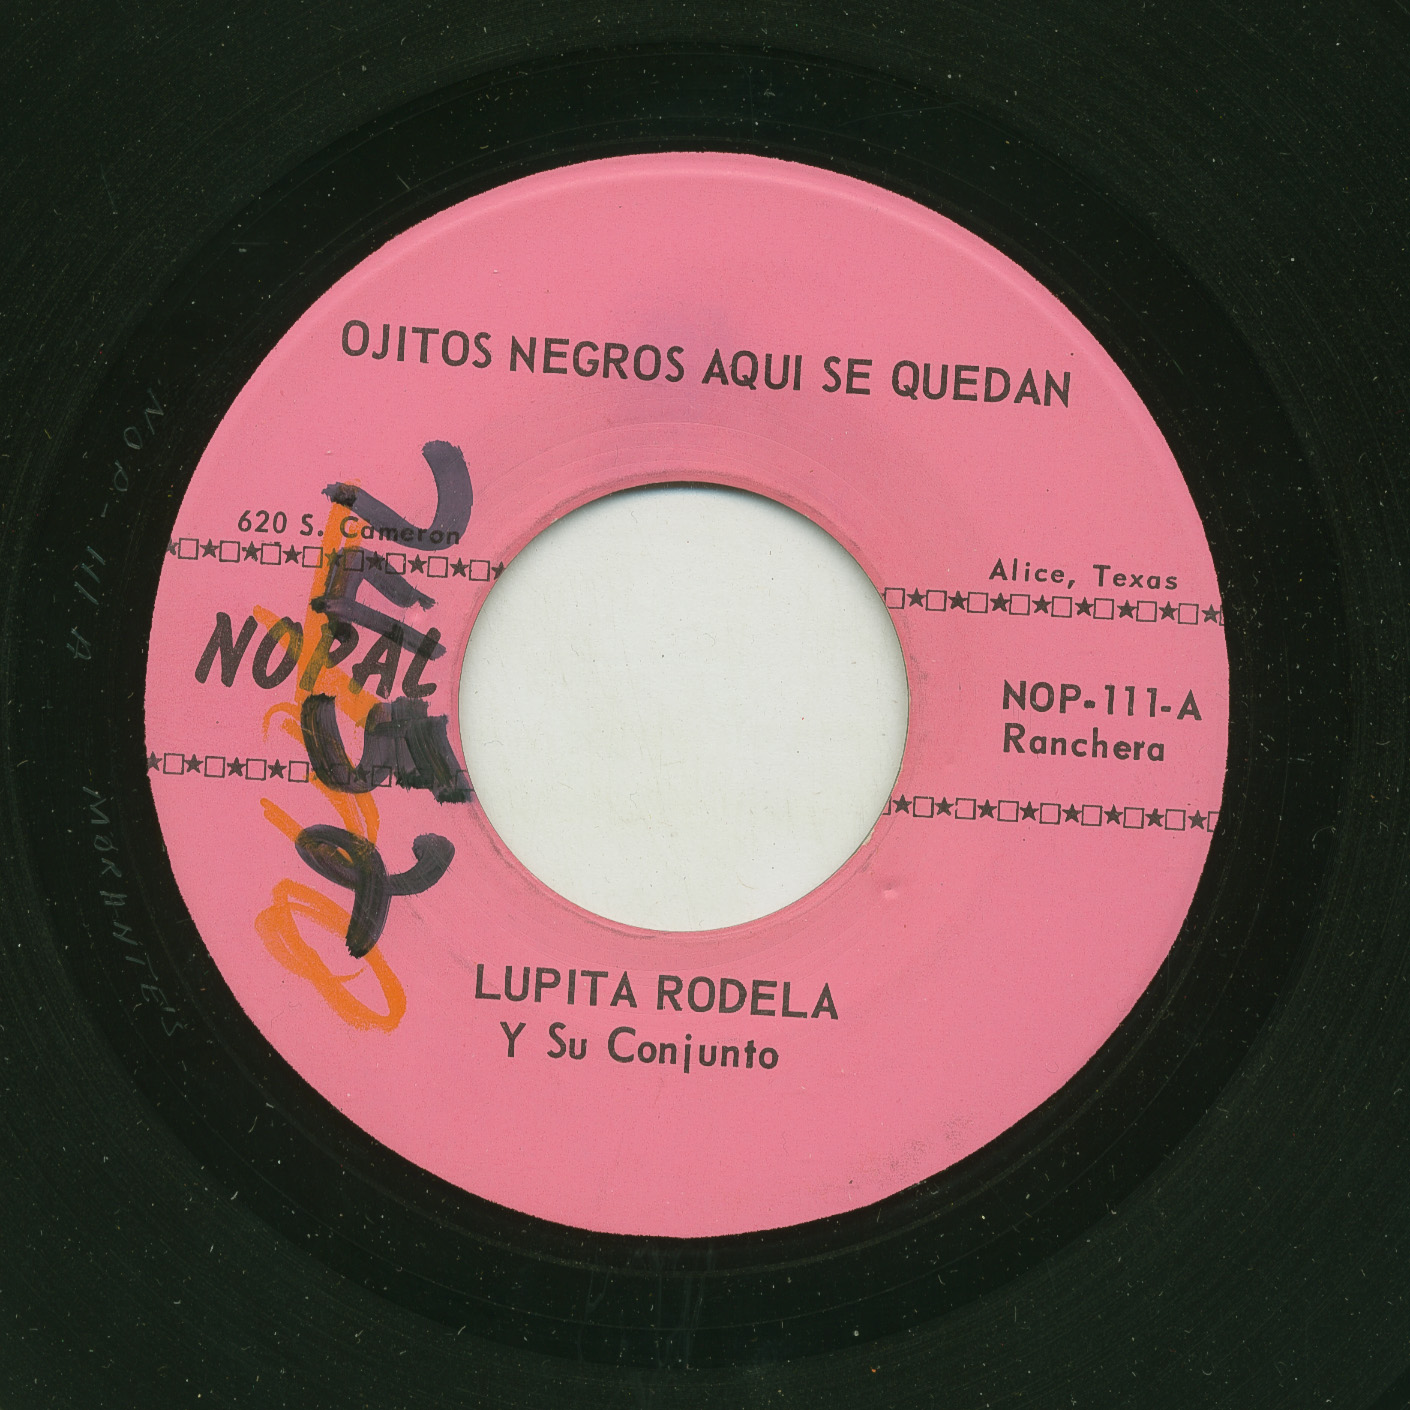 OJITOS NEGROS AQUI SE QUEDAN
620 S. Cameron
Alice, Texas
NOPAL
NOP-111-A
Ranchera
LUPITA RODELA
Y Su Conjunto